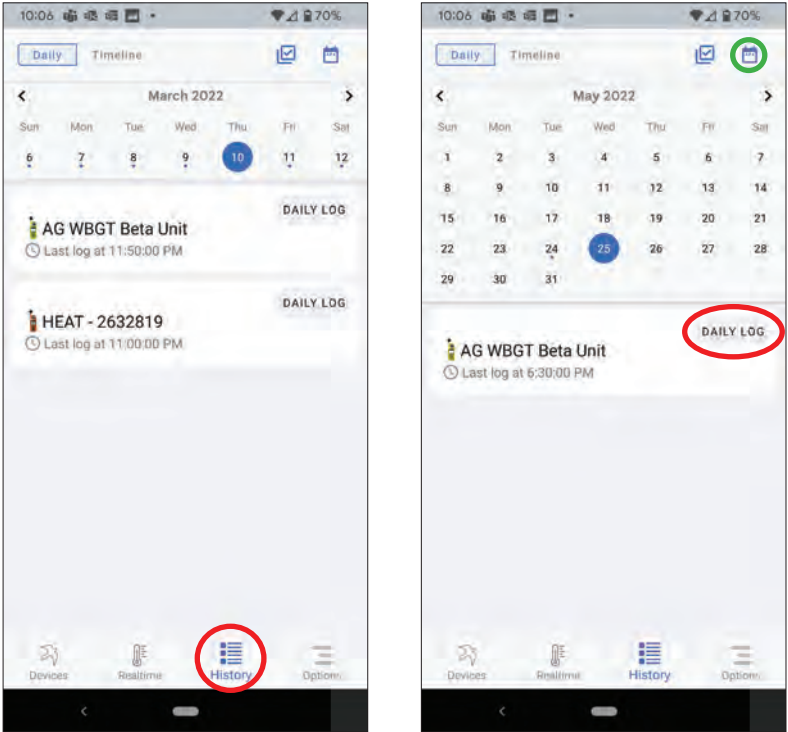 10:06 70%
Daily Timeline
March 2022
Sun Mon Tue Wed Thu Fri Sat
6 7 8 9 10 11 12
DAILY LOG
AG WBGT Beta Unit
Last log at 11:50:00 PM
DAILY LOG
HEAT - 2632819
Last log at 11:00:00 PM
Devices Realtime History Options
10:06 70%
Daily Timeline
May 2022
Sun Mon Tue Wed Thu Fri Sat
1 2 3 4 5 6 7
8 9 10 11 12 13 14
15 16 17 18 19 20 21
22 23 24 25 26 27 28
29 30 31
DAILY LOG
AG WBGT Beta Unit
Last log at 6:30:00 PM
Devices Realtime History Options